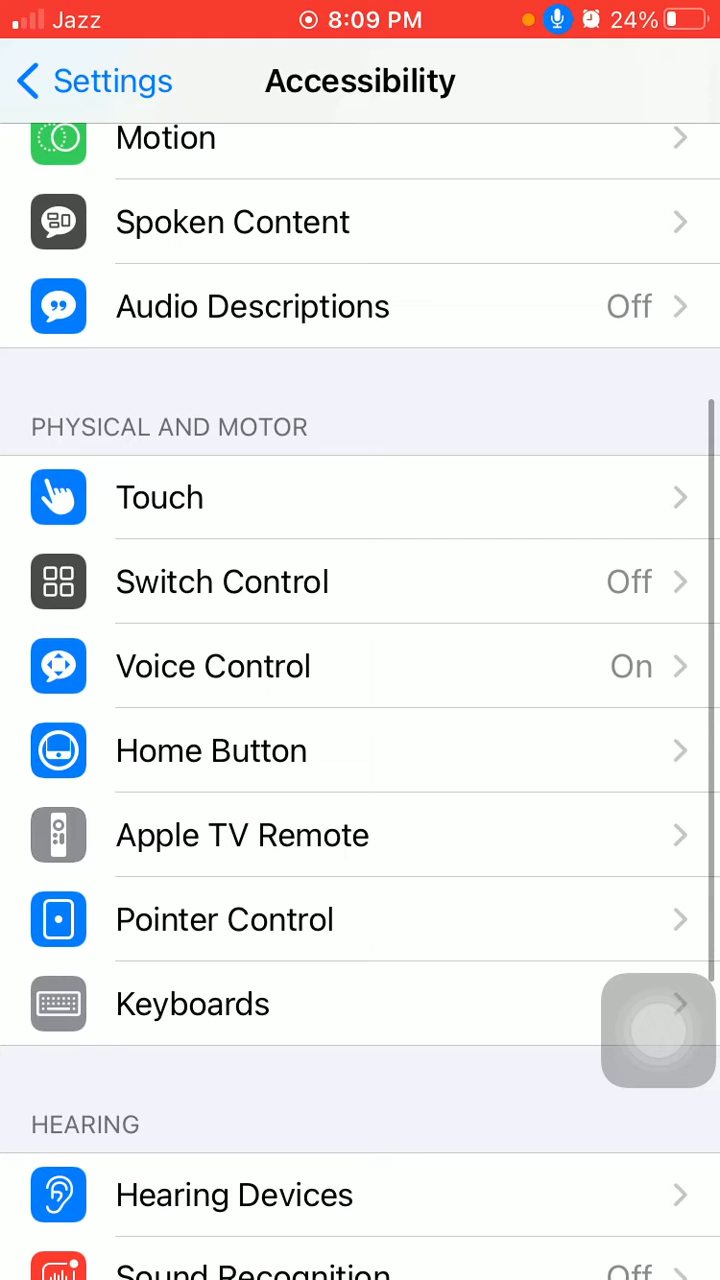 Jazz 8:09 PM 24%
Settings Accessibility
Motion
Spoken Content
Audio Descriptions Off
PHYSICAL AND MOTOR
Touch
Switch Control Off
Voice Control On
Home Button
Apple TV Remote
Pointer Control
Keyboards
HEARING
Hearing Devices
Sound Recognition Off